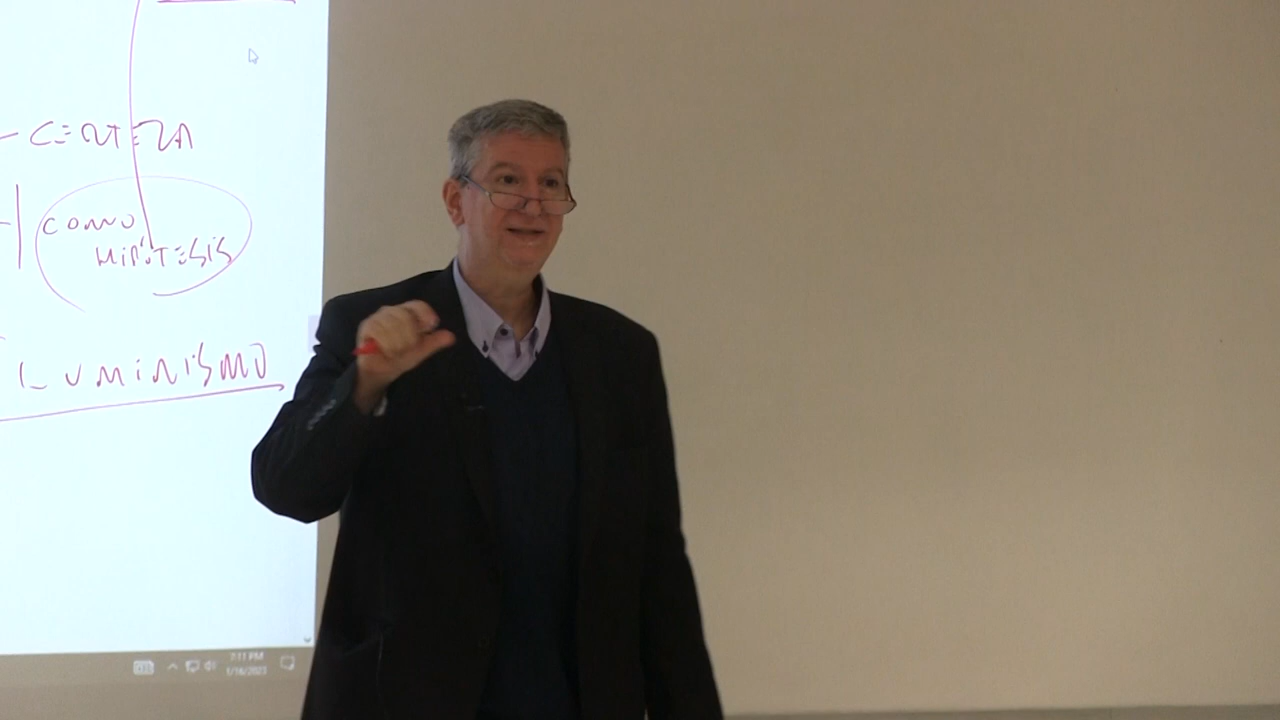 CERTEZA
COMO
HIPÓTESIS
ILUMINISMO
7:11 PM
1/16/2023